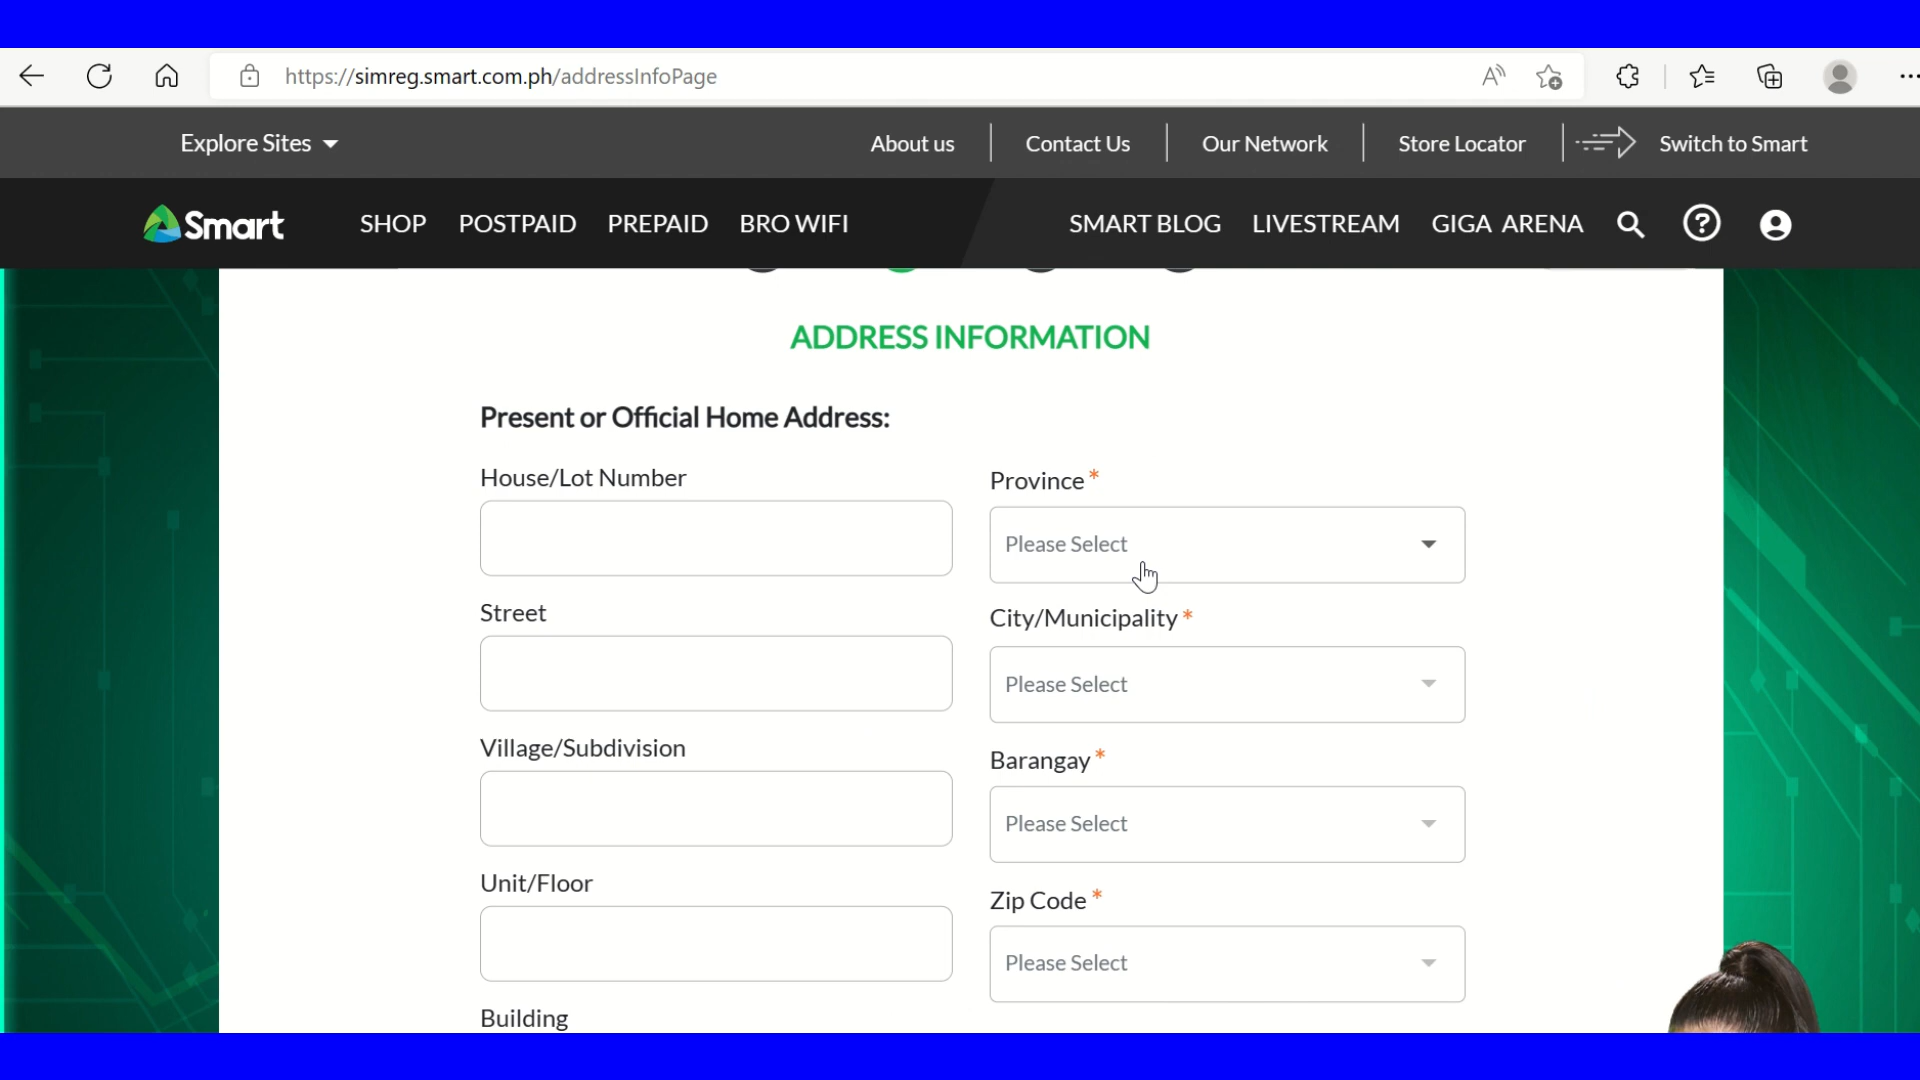 https://simreg.smart.com.ph/addressInfoPage
Explore Sites
About us
Contact Us
Our Network
Store Locator
Switch to Smart
Smart
SHOP
POSTPAID
PREPAID
BRO WIFI
SMART BLOG
LIVESTREAM
GIGA ARENA
ADDRESS INFORMATION
Present or Official Home Address:
House/Lot Number
Street
Village/Subdivision
Unit/Floor
Building
Province *
Please Select
City/Municipality *
Please Select
Barangay *
Please Select
Zip Code *
Please Select